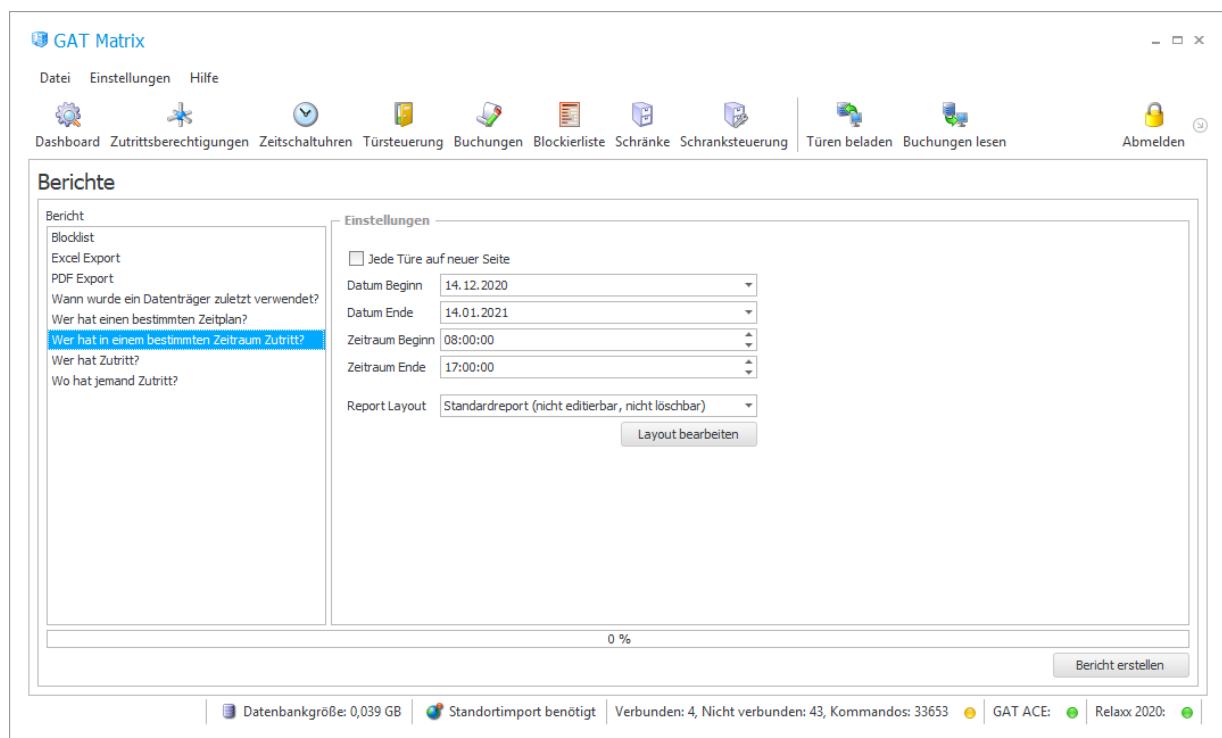 GAT Matrix
Datei Einstellungen Hilfe
Dashboard Zutrittsberechtigungen Zeitschaltuhren Türsteuerung Buchungen Blockierliste Schränke Schranksteuerung Türen beladen Buchungen lesen Abmelden
Berichte
Bericht
Blocklist
Excel Export
PDF Export
Wann wurde ein Datenträger zuletzt verwendet?
Wer hat einen bestimmten Zeitplan?
Wer hat in einem bestimmten Zeitraum Zutritt?
Wer hat Zutritt?
Wo hat jemand Zutritt?
Einstellungen
Jede Türe auf neuer Seite
Datum Beginn 14.12.2020
Datum Ende 14.01.2021
Zeitraum Beginn 08:00:00
Zeitraum Ende 17:00:00
Report Layout Standardreport (nicht editierbar, nicht löschbar)
Layout bearbeiten
0 %
Bericht erstellen
Datenbankgröße: 0,039 GB Standortimport benötigt Verbunden: 4, Nicht verbunden: 43, Kommandos: 33653 GAT ACE: Relaxx 2020: